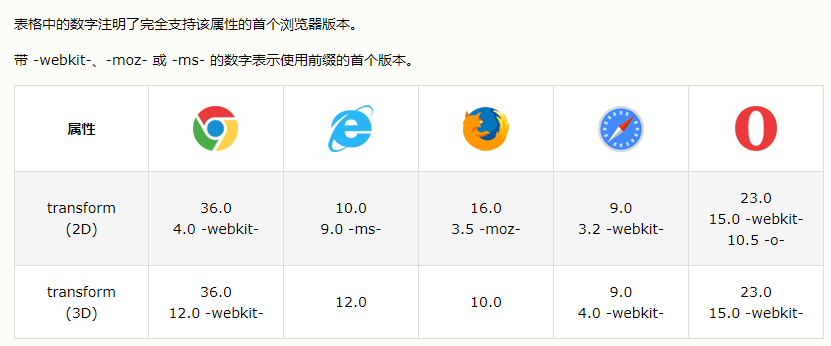 表格中的数字注明了完全支持该属性的首个浏览器版本。
带 -webkit-、-moz- 或 -ms- 的数字表示使用前缀的首个版本。
属性
transform (2D) 36.0 10.0 16.0 9.0 23.0
4.0 -webkit- 9.0 -ms- 3.5 -moz- 3.2 -webkit- 15.0 -webkit-
10.5 -o-
transform (3D) 36.0 12.0 10.0 9.0 23.0
12.0 -webkit- 4.0 -webkit- 15.0 -webkit-